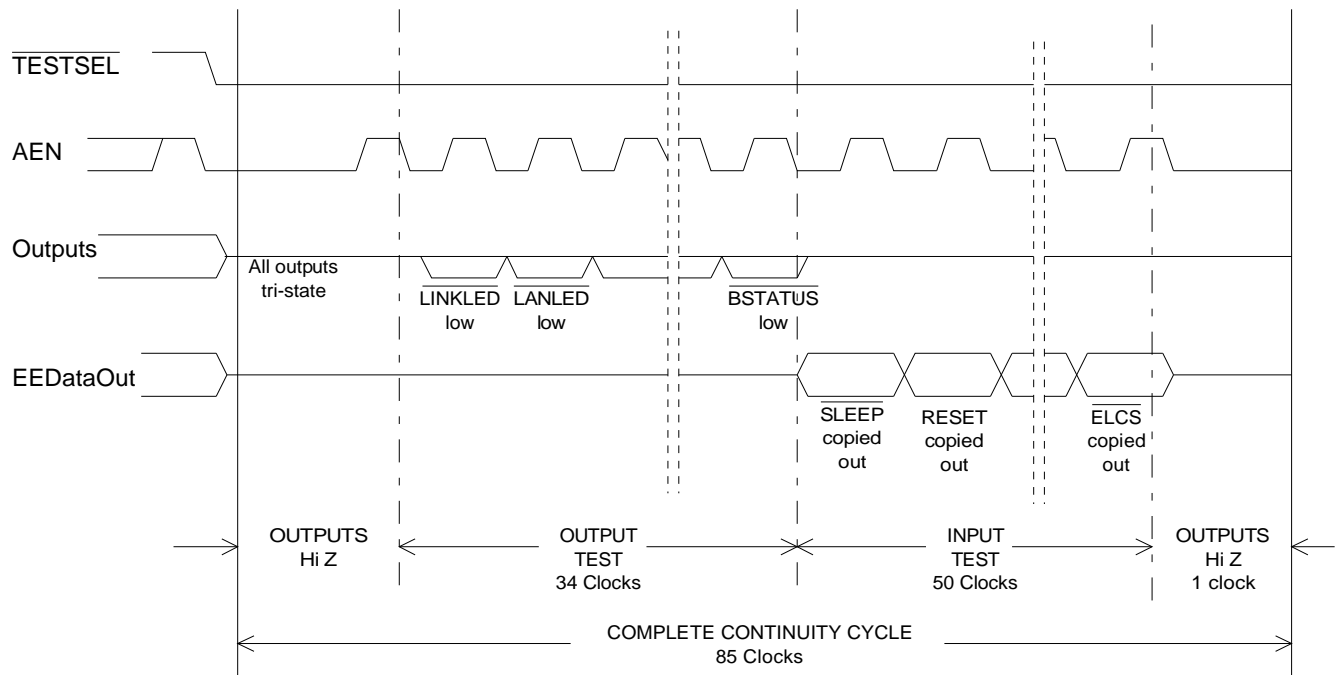 TESTSEL
AEN
Outputs
All outputs
tri-state
LINKLED
low
LANLED
low
BSTATUS
low
EEDataOut
SLEEP
copied
out
RESET
copied
out
ELCS
copied
out
OUTPUTS
Hi Z
OUTPUT
TEST
34 Clocks
INPUT
TEST
50 Clocks
OUTPUTS
Hi Z
1 clock
COMPLETE CONTINUITY CYCLE
85 Clocks